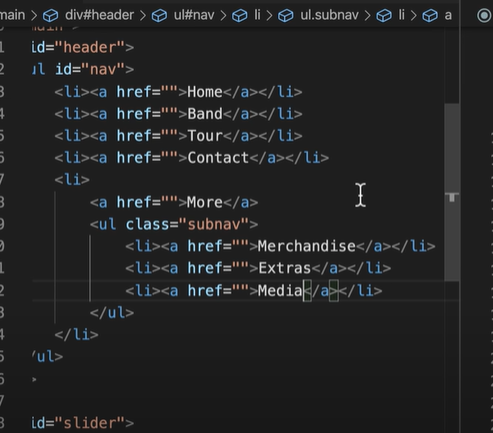 main > div#header > ul#nav > li > ul.subnav > li > a
id="header">
ul id="nav">
<li><a href="">Home</a></li>
<li><a href="">Band</a></li>
<li><a href="">Tour</a></li>
<li><a href="">Contact</a></li>
<li>
<a href="">More</a>
<ul class="subnav">
<li><a href="">Merchandise</a></li>
<li><a href="">Extras</a></li>
<li><a href="">Media</a></li>
</ul>
</li>
/ul>
>
id="slider">